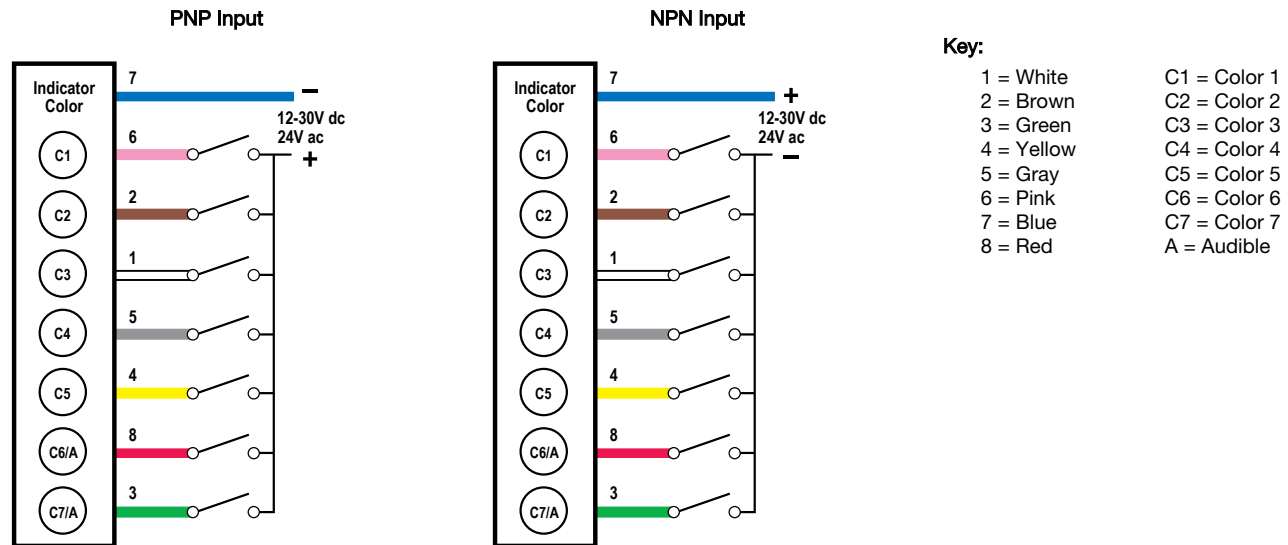 PNP Input
Indicator
Color
7
−
12-30V dc
24V ac
+
6
C1
2
C2
1
C3
5
C4
4
C5
8
C6/A
3
C7/A
NPN Input
Indicator
Color
7
+
12-30V dc
24V ac
−
6
C1
2
C2
1
C3
5
C4
4
C5
8
C6/A
3
C7/A
Key:
1 = White
2 = Brown
3 = Green
4 = Yellow
5 = Gray
6 = Pink
7 = Blue
8 = Red
C1 = Color 1
C2 = Color 2
C3 = Color 3
C4 = Color 4
C5 = Color 5
C6 = Color 6
C7 = Color 7
A = Audible